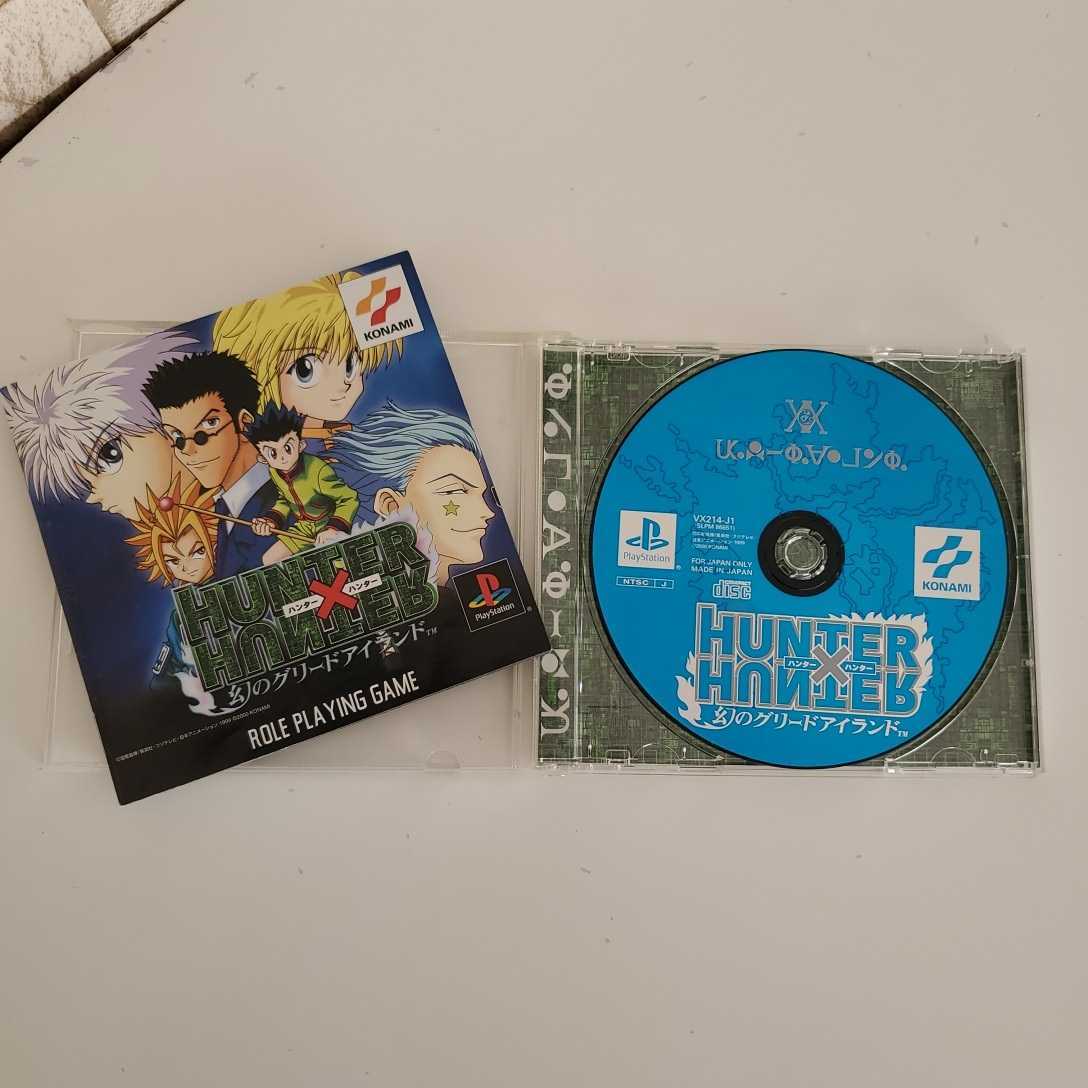 KONAMI
HUNTER
ハンター×ハンター
HUNTER
幻のグリードアイランド™
PlayStation
®
ROLE PLAYING GAME
VX214-J1
(SLPM 86651)
PlayStation
®
NTSC J
FOR JAPAN ONLY
MADE IN JAPAN
COMPACT
disc
KONAMI
HUNTER
ハンター×ハンター
HUNTER
幻のグリードアイランド™